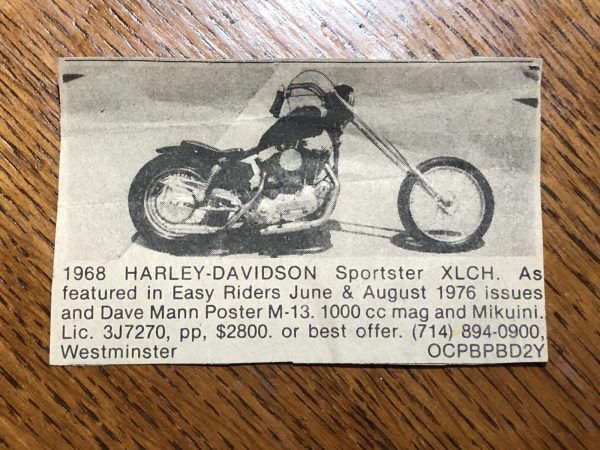 1968 HARLEY-DAVIDSON Sportster XLCH. As
featured in Easy Riders June & August 1976 issues
and Dave Mann Poster M-13. 1000 cc mag and Mikuini.
Lic. 3J7270, pp, $2800. or best offer. (714) 894-0900,
Westminster OCPBPBD2Y